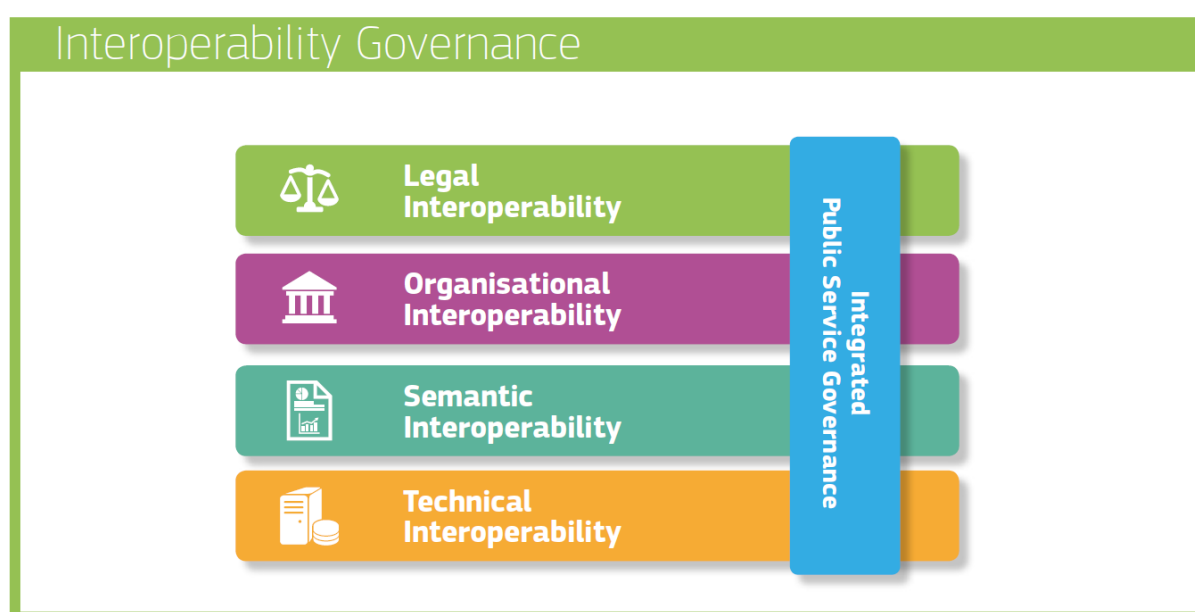 Interoperability Governance
Legal
Interoperability
Organisational
Interoperability
Semantic
Interoperability
Technical
Interoperability
Integrated
Public Service Governance